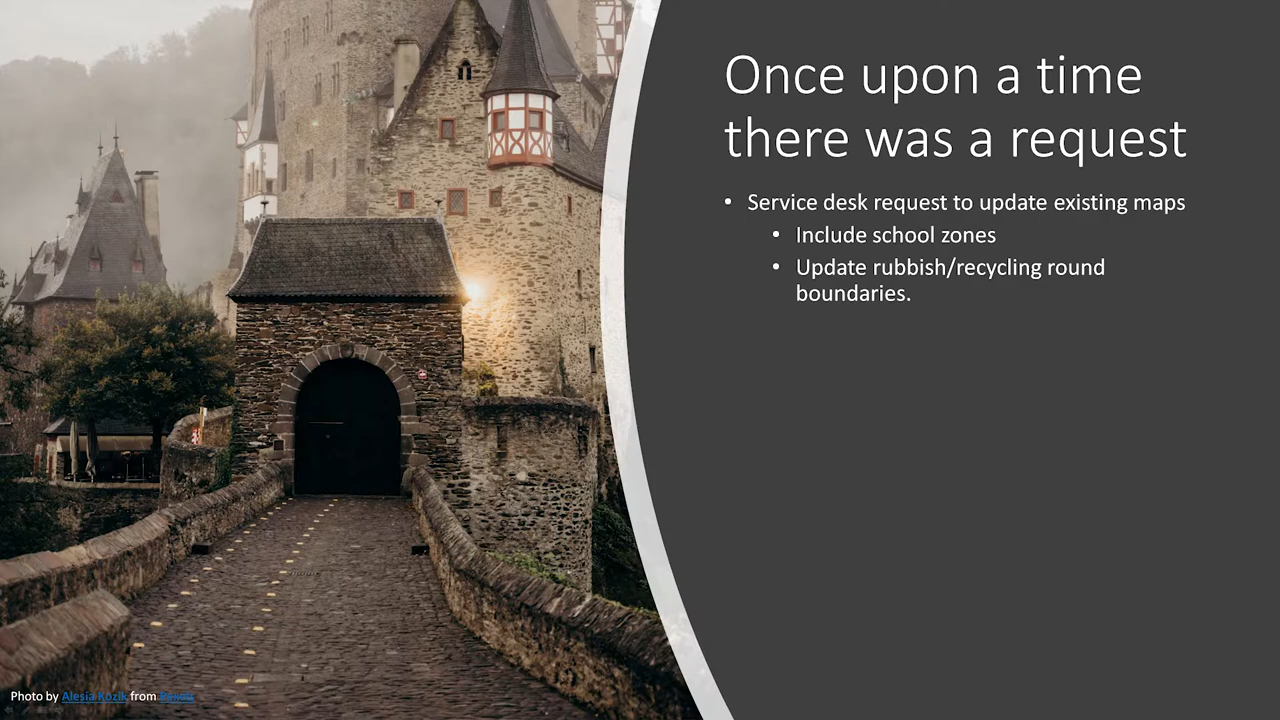 Once upon a time
there was a request
• Service desk request to update existing maps
• Include school zones
• Update rubbish/recycling round
boundaries.
Photo by Alesia Kozik from Pexels